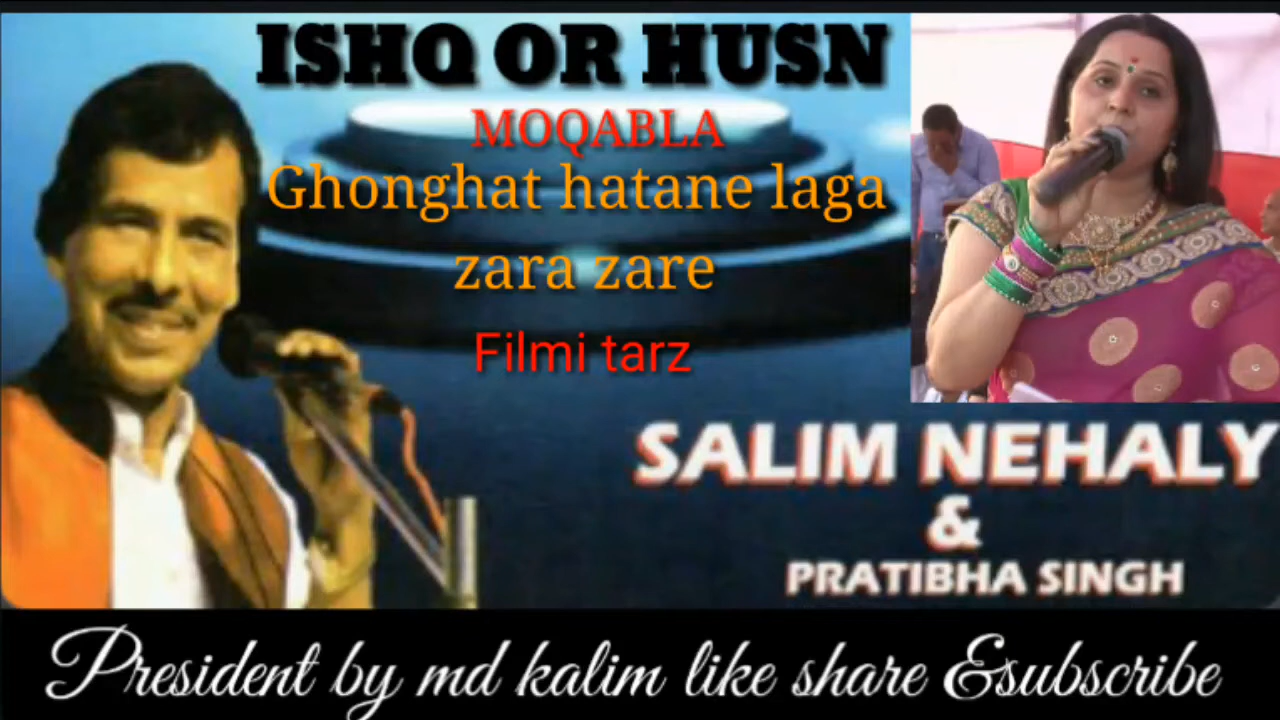 ISHQ OR HUSN
MOQABLA
Ghonghat hatane laga
zara zare
Filmi tarz
SALIM NEHALY
&
PRATIBHA SINGH
President by md kalim like share &subscribe